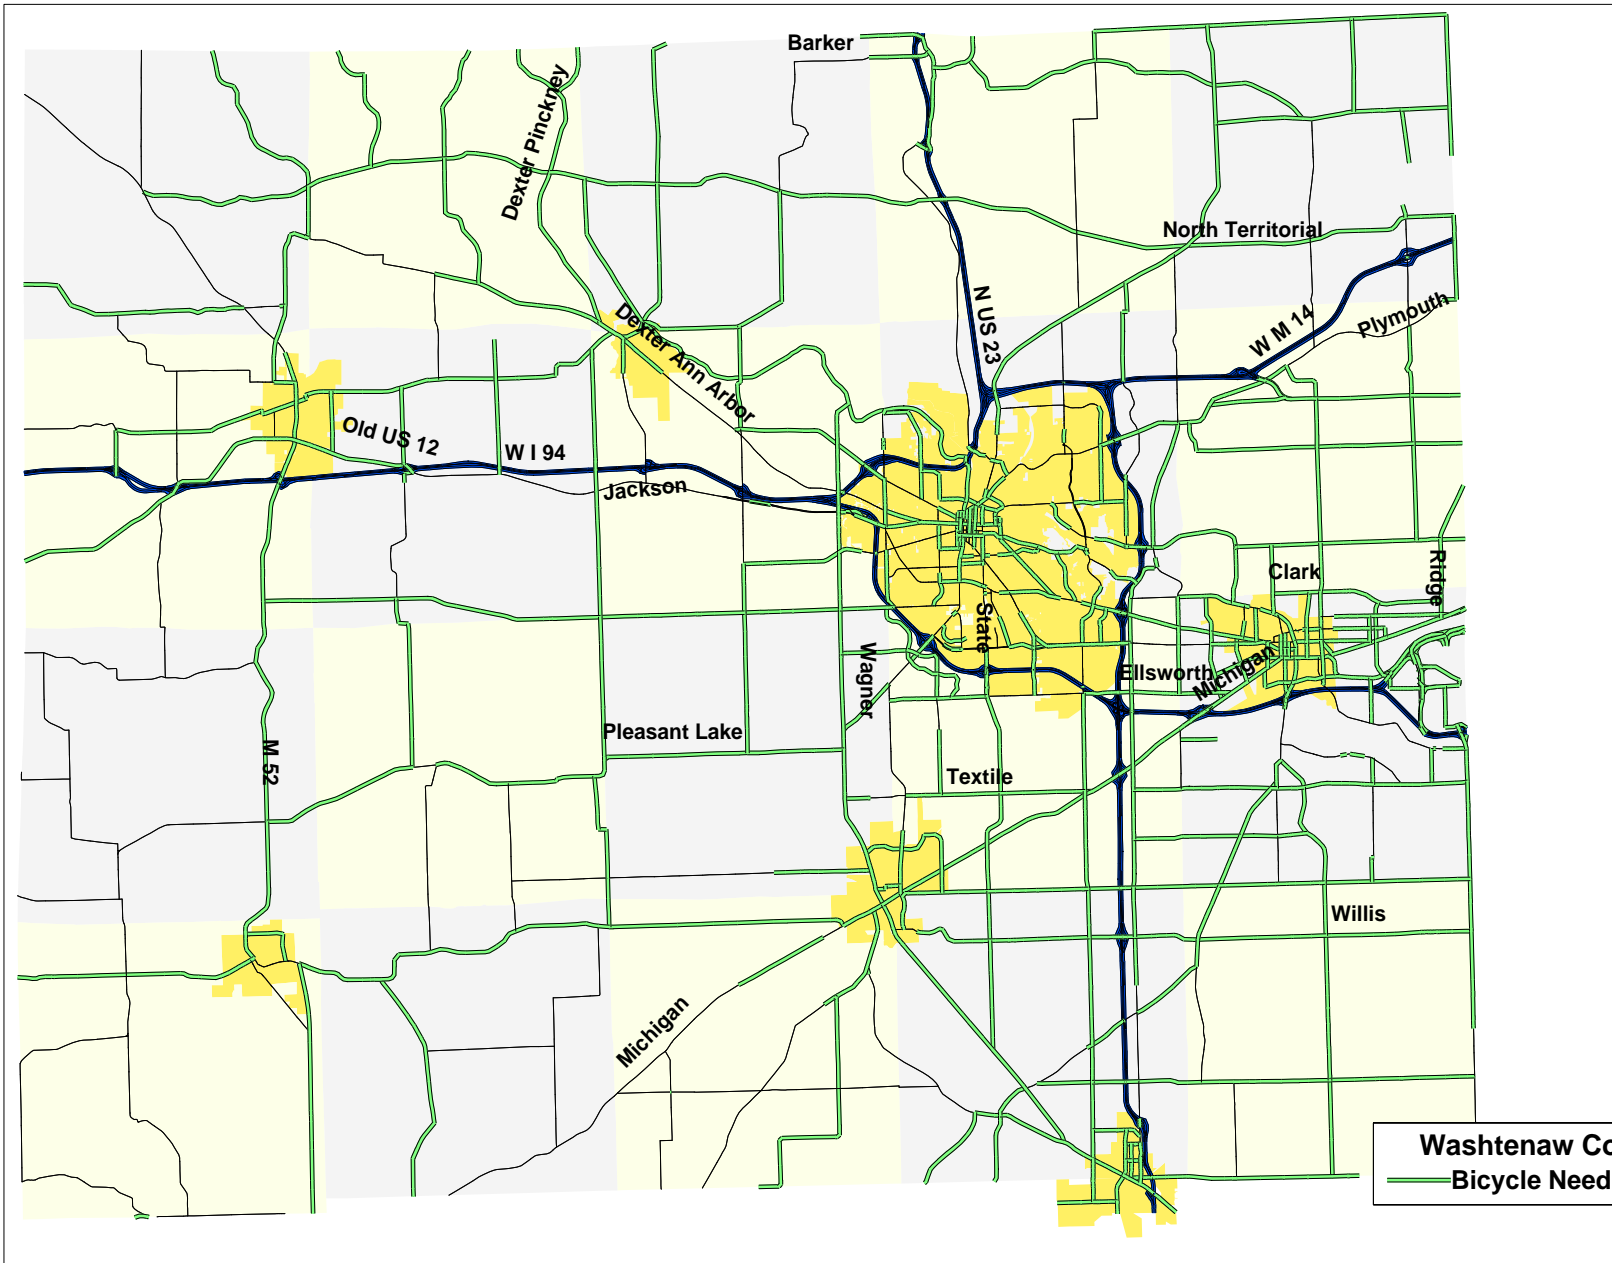 Barker
Dexter Pinckney
North Territorial
N US 23
W M 14
Plymouth
Dexter Ann Arbor
Old US 12
W I 94
Jackson
Clark
Ridge
State
Wagner
Ellsworth
Michigan
Pleasant Lake
M 52
Textile
Willis
Michigan
Washtenaw Co
Bicycle Need